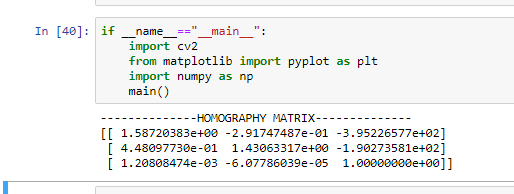 In [40]: if __name__=="__main__":
import cv2
from matplotlib import pyplot as plt
import numpy as np
main()
--------------HOMOGRAPHY MATRIX--------------
[[ 1.58720383e+00 -2.91747487e-01 -3.95226577e+02]
[ 4.48097730e-01 1.43063317e+00 -1.90273581e+02]
[ 1.20808474e-03 -6.07786039e-05 1.00000000e+00]]